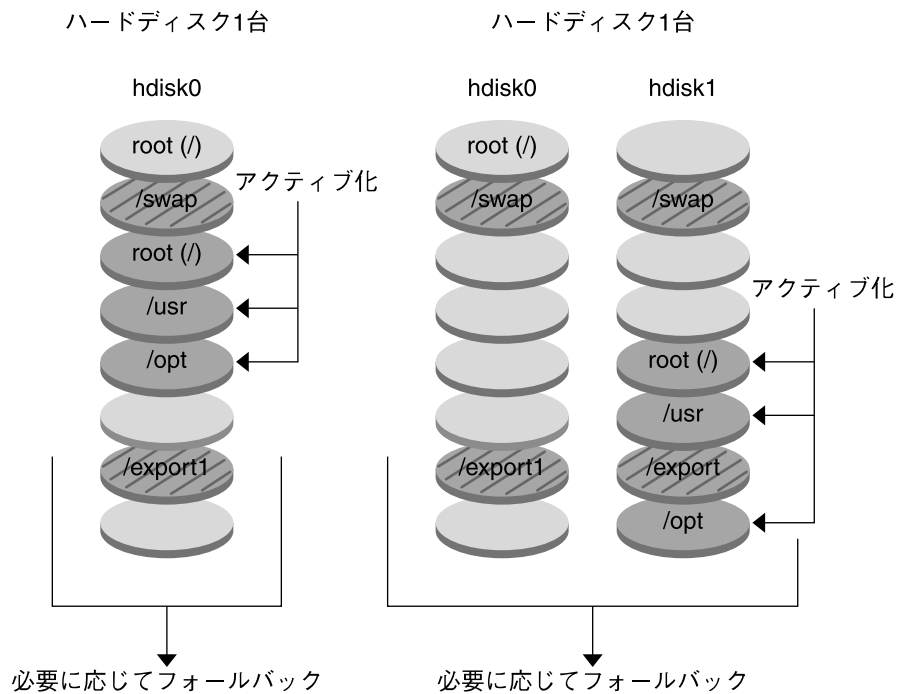 ハードディスク1台
hdisk0
root (/)
/swap
アクティブ化
root (/)
/usr
/opt
/export1
必要に応じてフォールバック
ハードディスク1台
hdisk0
root (/)
/swap
/export1
hdisk1
/swap
アクティブ化
root (/)
/usr
/export
/opt
必要に応じてフォールバック